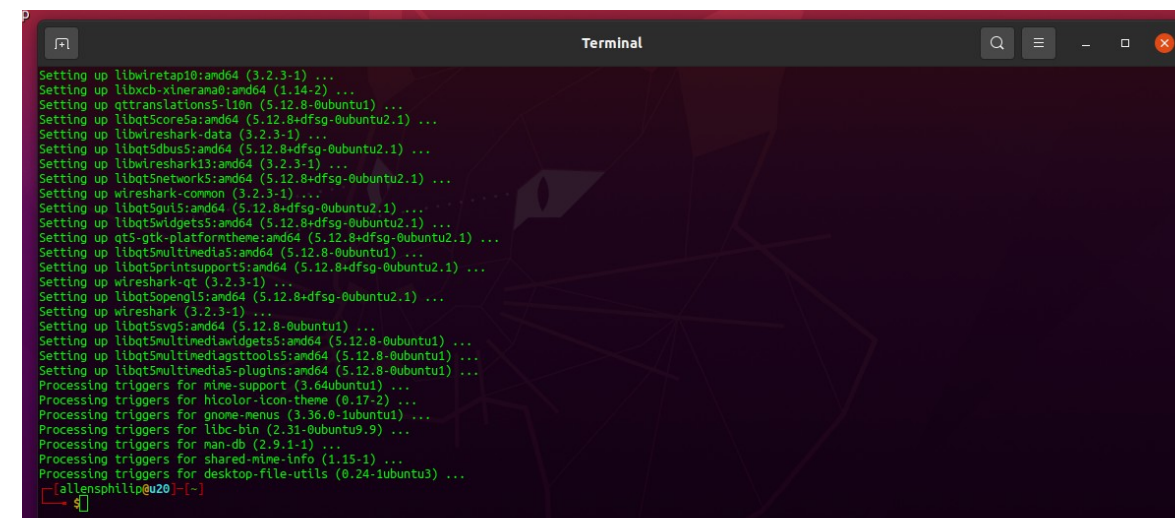 p
Terminal
Setting up libwiretap10:amd64 (3.2.3-1) ...
Setting up libxcb-xinerama0:amd64 (1.14-2) ...
Setting up qttranslations5-l10n (5.12.8-0ubuntu1) ...
Setting up libqt5core5a:amd64 (5.12.8+dfsg-0ubuntu2.1) ...
Setting up libwireshark-data (3.2.3-1) ...
Setting up libqt5dbus5:amd64 (5.12.8+dfsg-0ubuntu2.1) ...
Setting up libwireshark13:amd64 (3.2.3-1) ...
Setting up libqt5network5:amd64 (5.12.8+dfsg-0ubuntu2.1) ...
Setting up wireshark-common (3.2.3-1) ...
Setting up libqt5gui5:amd64 (5.12.8+dfsg-0ubuntu2.1) ...
Setting up libqt5widgets5:amd64 (5.12.8+dfsg-0ubuntu2.1) ...
Setting up qt5-gtk-platformtheme:amd64 (5.12.8+dfsg-0ubuntu2.1) ...
Setting up libqt5multimedia5:amd64 (5.12.8-0ubuntu1) ...
Setting up libqt5printsupport5:amd64 (5.12.8+dfsg-0ubuntu2.1) ...
Setting up wireshark-qt (3.2.3-1) ...
Setting up libqt5opengl5:amd64 (5.12.8+dfsg-0ubuntu2.1) ...
Setting up wireshark (3.2.3-1) ...
Setting up libqt5svg5:amd64 (5.12.8-0ubuntu1) ...
Setting up libqt5multimediawidgets5:amd64 (5.12.8-0ubuntu1) ...
Setting up libqt5multimediagsttools5:amd64 (5.12.8-0ubuntu1) ...
Setting up libqt5multimedia5-plugins:amd64 (5.12.8-0ubuntu1) ...
Processing triggers for mime-support (3.64ubuntu1) ...
Processing triggers for hicolor-icon-theme (0.17-2) ...
Processing triggers for gnome-menus (3.36.0-1ubuntu1) ...
Processing triggers for libc-bin (2.31-0ubuntu9.9) ...
Processing triggers for man-db (2.9.1-1) ...
Processing triggers for shared-mime-info (1.15-1) ...
Processing triggers for desktop-file-utils (0.24-1ubuntu3) ...
[allensphilip@u20]-[~]
$